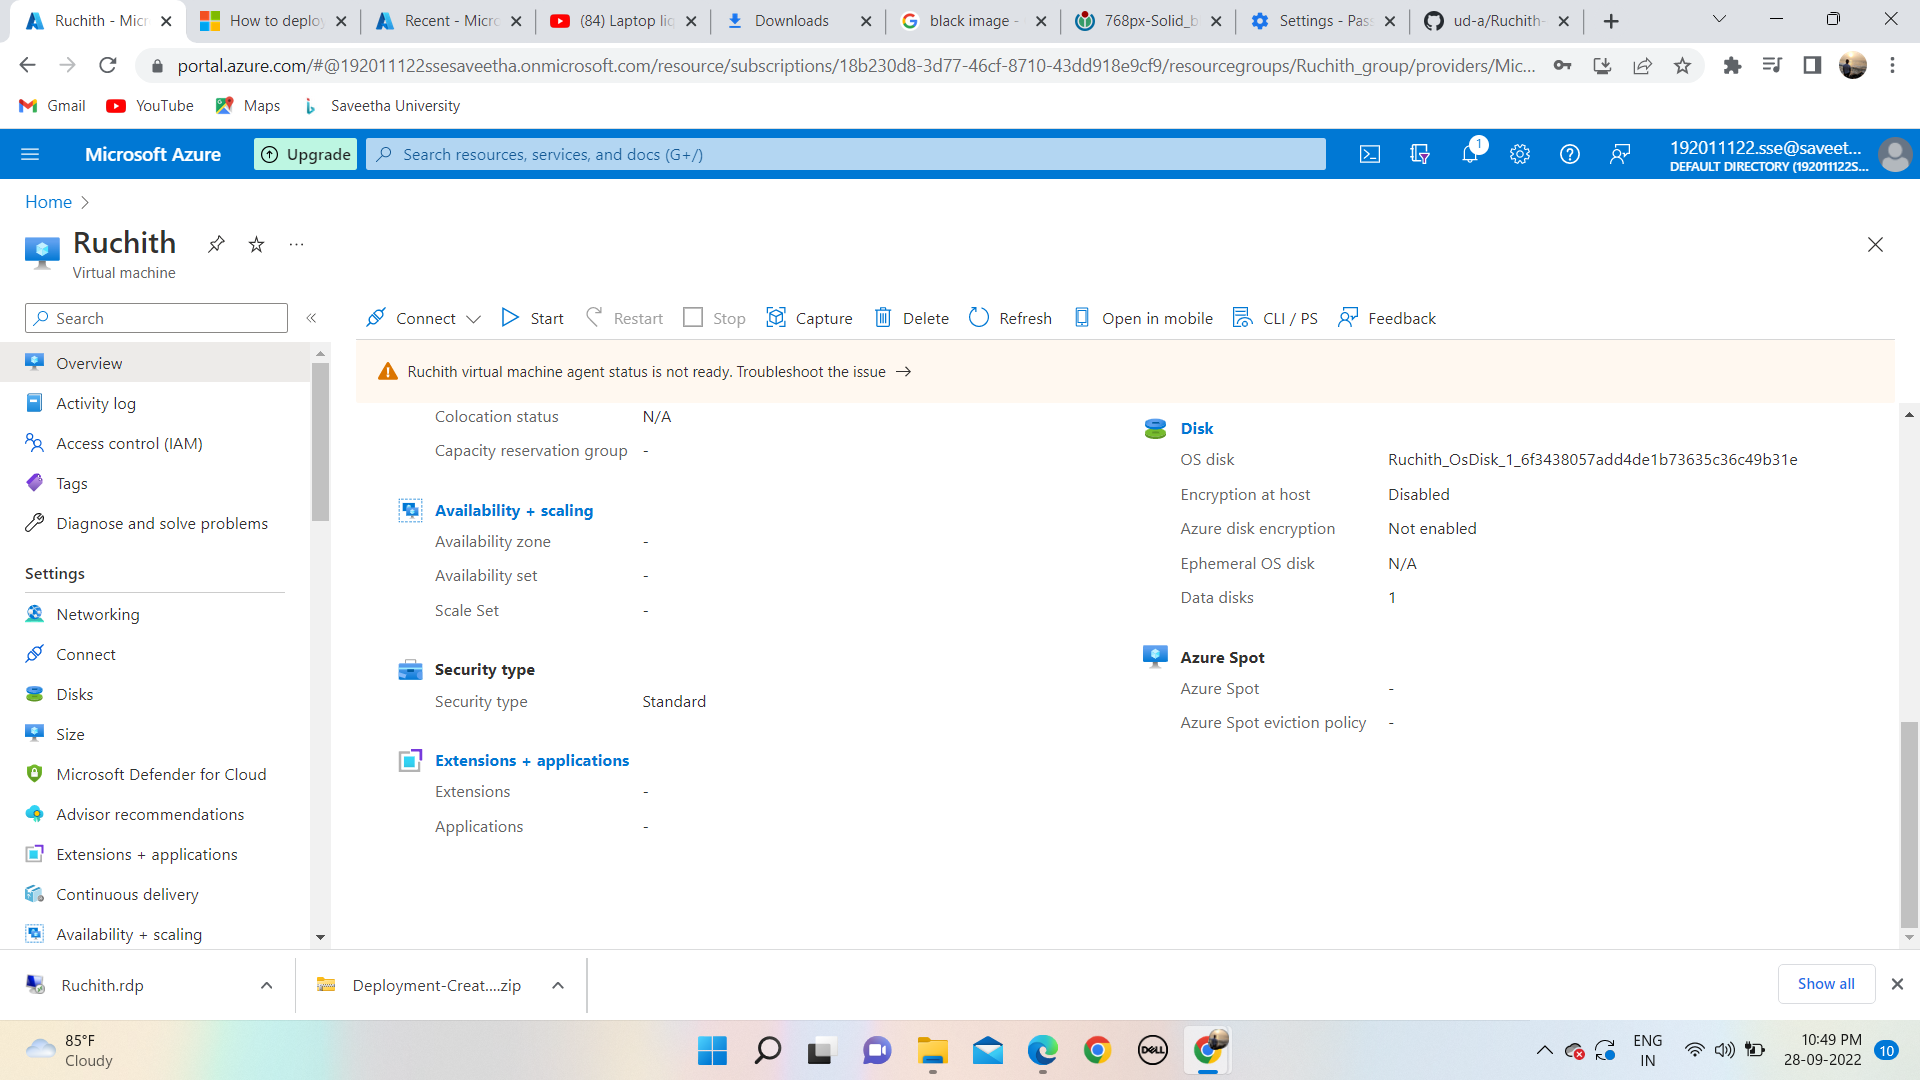 Ruchith - Micr
How to deploy
Recent - Micro
(84) Laptop liq
Downloads
black image -
768px-Solid_b
Settings - Pass
ud-a/Ruchith-
portal.azure.com/#@192011122ssesaveetha.onmicrosoft.com/resource/subscriptions/18b230d8-3d77-46cf-8710-43dd918e9cf9/resourcegroups/Ruchith_group/providers/Mic...
Gmail
YouTube
Maps
Saveetha University
Microsoft Azure
Upgrade
Search resources, services, and docs (G+/)
1
192011122.sse@saveet...
DEFAULT DIRECTORY (192011122S...
Home
Ruchith
Virtual machine
Search
Connect
Start
Restart
Stop
Capture
Delete
Refresh
Open in mobile
CLI / PS
Feedback
Overview
Activity log
Access control (IAM)
Tags
Diagnose and solve problems
Settings
Networking
Connect
Disks
Size
Microsoft Defender for Cloud
Advisor recommendations
Extensions + applications
Continuous delivery
Availability + scaling
Ruchith virtual machine agent status is not ready. Troubleshoot the issue →
Colocation status N/A
Capacity reservation group -
Availability + scaling
Availability zone -
Availability set -
Scale Set -
Security type
Security type Standard
Extensions + applications
Extensions -
Applications -
Disk
OS disk Ruchith_OsDisk_1_6f3438057add4de1b73635c36c49b31e
Encryption at host Disabled
Azure disk encryption Not enabled
Ephemeral OS disk N/A
Data disks 1
Azure Spot
Azure Spot -
Azure Spot eviction policy -
Ruchith.rdp
Deployment-Creat....zip
Show all
85°F
Cloudy
DELL
ENG
IN
10:49 PM
28-09-2022
10